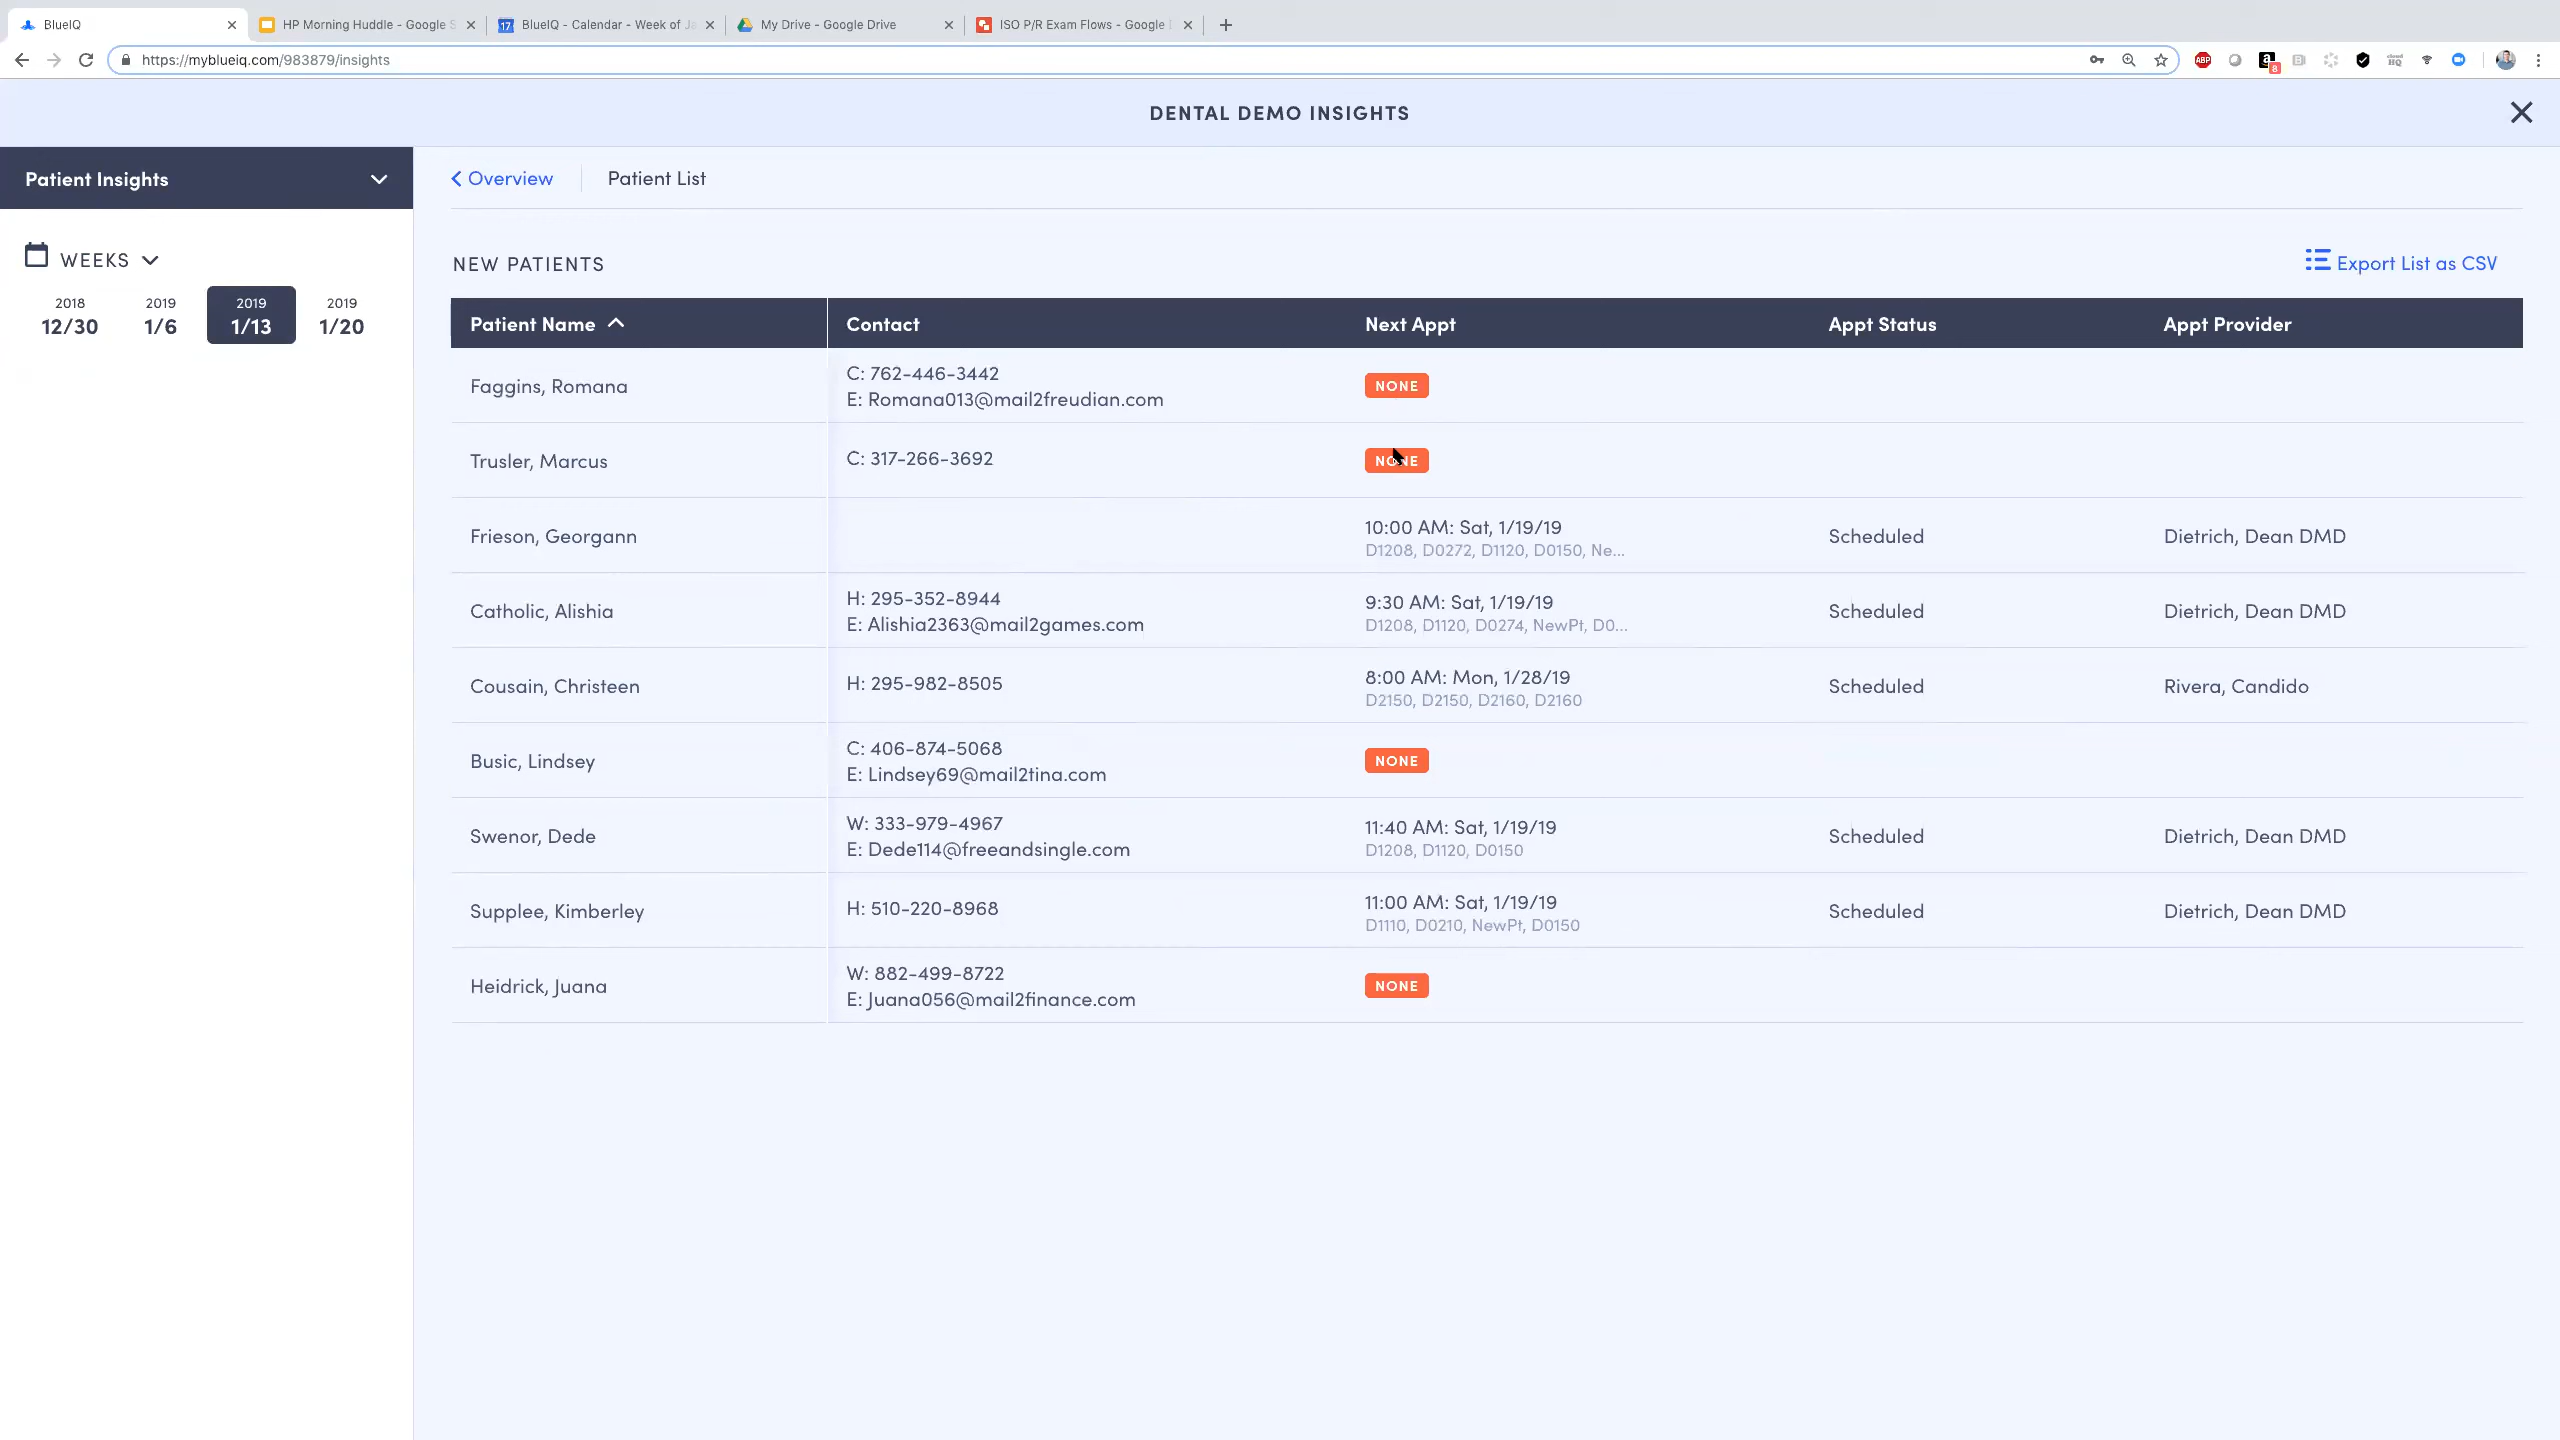 BlueIQ
HP Morning Huddle - Google S
BlueIQ - Calendar - Week of Ja
My Drive - Google Drive
ISO P/R Exam Flows - Google
https://myblueiq.com/983879/insights
DENTAL DEMO INSIGHTS
Patient Insights
Overview
Patient List
WEEKS
2018
12/30
2019
1/6
2019
1/13
2019
1/20
NEW PATIENTS
Export List as CSV
Patient Name
Contact
Next Appt
Appt Status
Appt Provider
Faggins, Romana
C: 762-446-3442
E: Romana013@mail2freudian.com
NONE
Trusler, Marcus
C: 317-266-3692
NONE
Frieson, Georgann
10:00 AM: Sat, 1/19/19
D1208, D0272, D1120, D0150, Ne...
Scheduled
Dietrich, Dean DMD
Catholic, Alishia
H: 295-352-8944
E: Alishia2363@mail2games.com
9:30 AM: Sat, 1/19/19
D1208, D1120, D0274, NewPt, D0...
Scheduled
Dietrich, Dean DMD
Cousain, Christeen
H: 295-982-8505
8:00 AM: Mon, 1/28/19
D2150, D2150, D2160, D2160
Scheduled
Rivera, Candido
Busic, Lindsey
C: 406-874-5068
E: Lindsey69@mail2tina.com
NONE
Swenor, Dede
W: 333-979-4967
E: Dede114@freeandsingle.com
11:40 AM: Sat, 1/19/19
D1208, D1120, D0150
Scheduled
Dietrich, Dean DMD
Supplee, Kimberley
H: 510-220-8968
11:00 AM: Sat, 1/19/19
D1110, D0210, NewPt, D0150
Scheduled
Dietrich, Dean DMD
Heidrick, Juana
W: 882-499-8722
E: Juana056@mail2finance.com
NONE